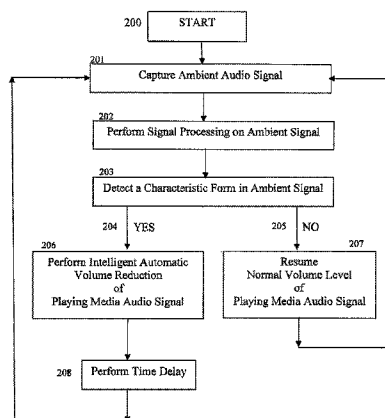 200
START
201
Capture Ambient Audio Signal
202
Perform Signal Processing on Ambient Signal
203
Detect a Characteristic Form in Ambient Signal
204 YES
205 NO
206
Perform Intelligent Automatic
Volume Reduction
of
Playing Media Audio Signal
207
Resume
Normal Volume Level
of
Playing Media Audio Signal
208
Perform Time Delay